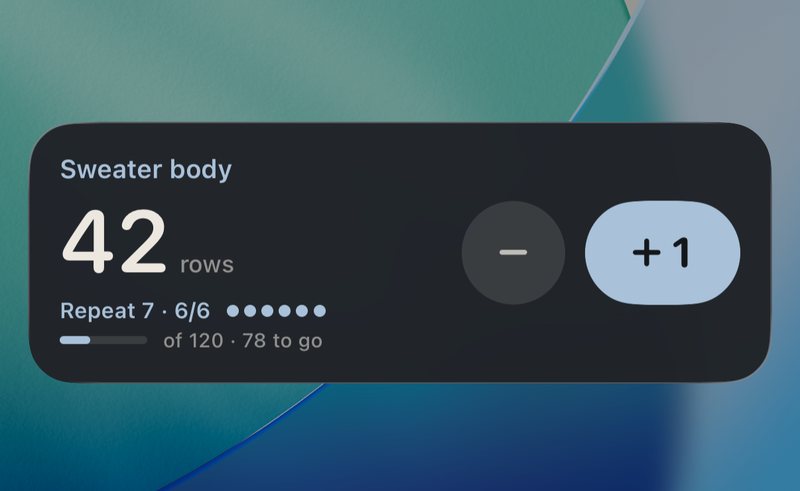 Sweater body
42 rows
− +1
Repeat 7 · 6/6
of 120 · 78 to go